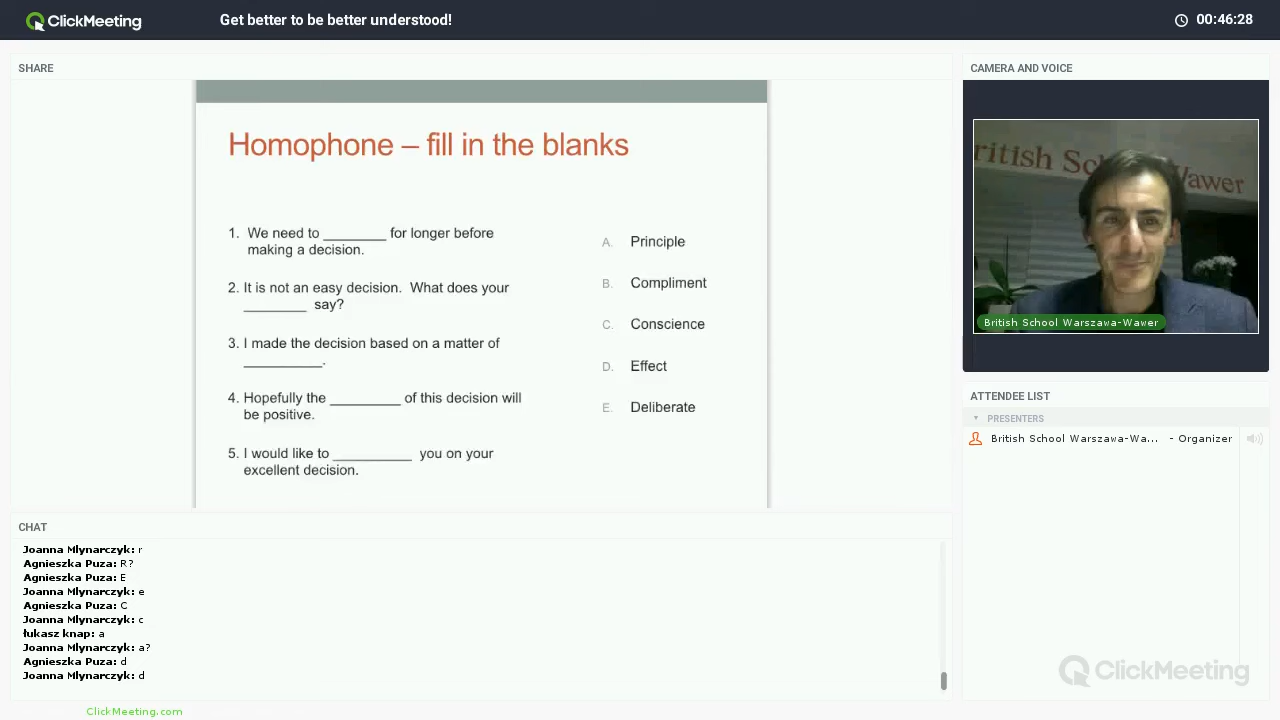 ClickMeeting
Get better to be better understood!
00:46:28
SHARE
Homophone – fill in the blanks
1. We need to ________ for longer before
making a decision.
2. It is not an easy decision. What does your
________ say?
3. I made the decision based on a matter of
__________.
4. Hopefully the _________ of this decision will
be positive.
5. I would like to __________ you on your
excellent decision.
A. Principle
B. Compliment
C. Conscience
D. Effect
E. Deliberate
CHAT
Joanna Mlynarczyk: r
Agnieszka Puza: R?
Agnieszka Puza: E
Joanna Mlynarczyk: e
Agnieszka Puza: C
Joanna Mlynarczyk: c
łukasz knap: a
Joanna Mlynarczyk: a?
Agnieszka Puza: d
Joanna Mlynarczyk: d
ClickMeeting.com
CAMERA AND VOICE
British School Wawer
British School Warszawa-Wawer
ATTENDEE LIST
PRESENTERS
British School Warszawa-Wa... - Organizer
ClickMeeting